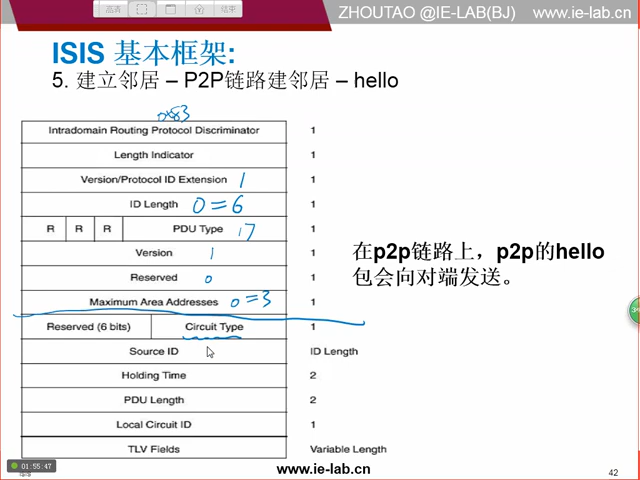 高清 结束
ZHOUTAO @IE-LAB(BJ) www.ie-lab.cn
ISIS 基本框架:
5. 建立邻居 – P2P链路建邻居 – hello
0x83
Intradomain Routing Protocol Discriminator 1
Length Indicator 1
Version/Protocol ID Extension 1 1
ID Length 0=6 1
R R R PDU Type 17 1
Version 1 1
Reserved 0 1
Maximum Area Addresses 0=3 1
Reserved (6 bits) Circuit Type 1
Source ID ID Length
Holding Time 2
PDU Length 2
Local Circuit ID 1
TLV Fields Variable Length
在p2p链路上，p2p的hello
包会向对端发送。
01:55:47
www.ie-lab.cn
42